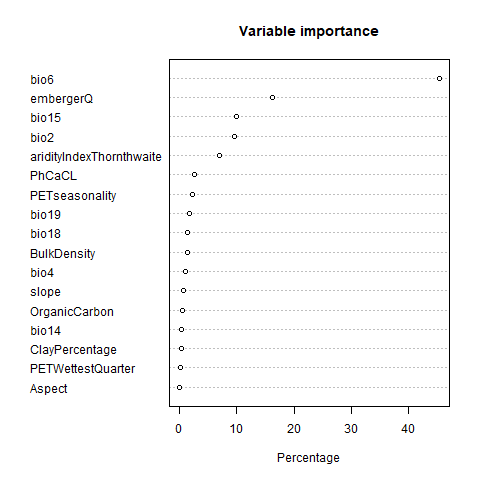 Variable importance
bio6
embergerQ
bio15
bio2
aridityIndexThornthwaite
PhCaCL
PETseasonality
bio19
bio18
BulkDensity
bio4
slope
OrganicCarbon
bio14
ClayPercentage
PETWettestQuarter
Aspect
0 10 20 30 40
Percentage